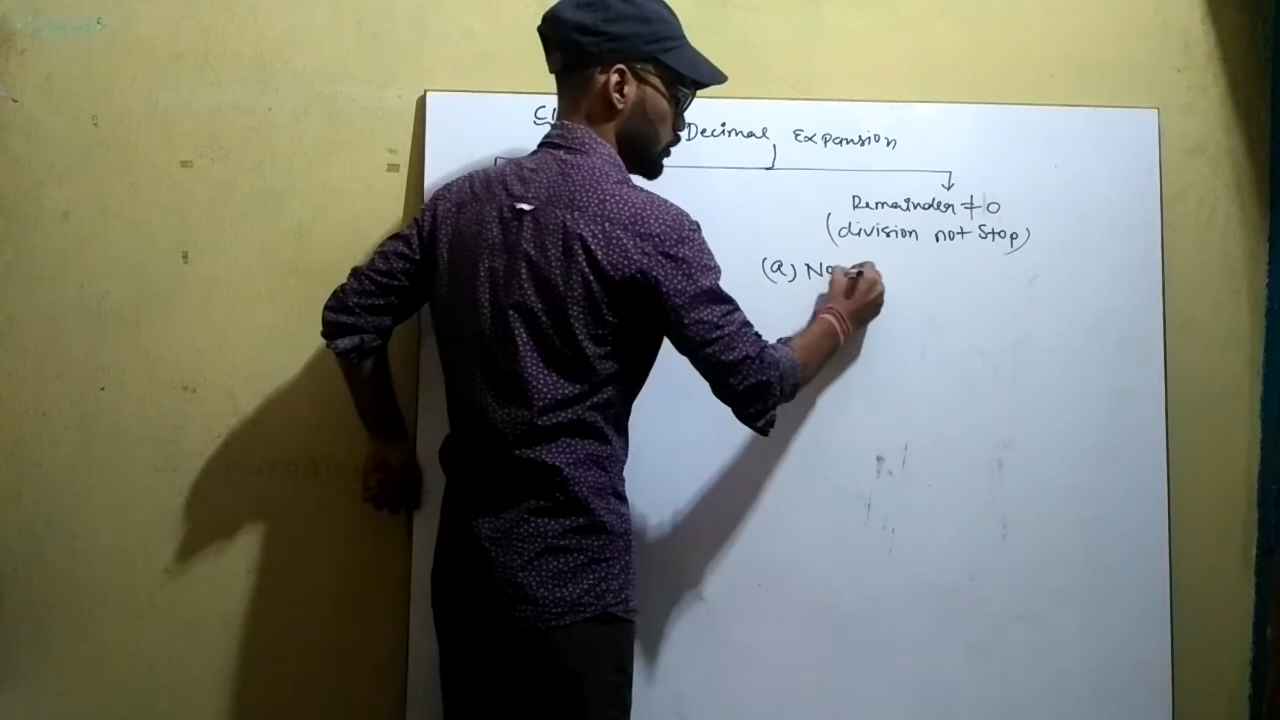 Decimal Expansion
Remainder ≠ 0
(division not Stop)
(a)